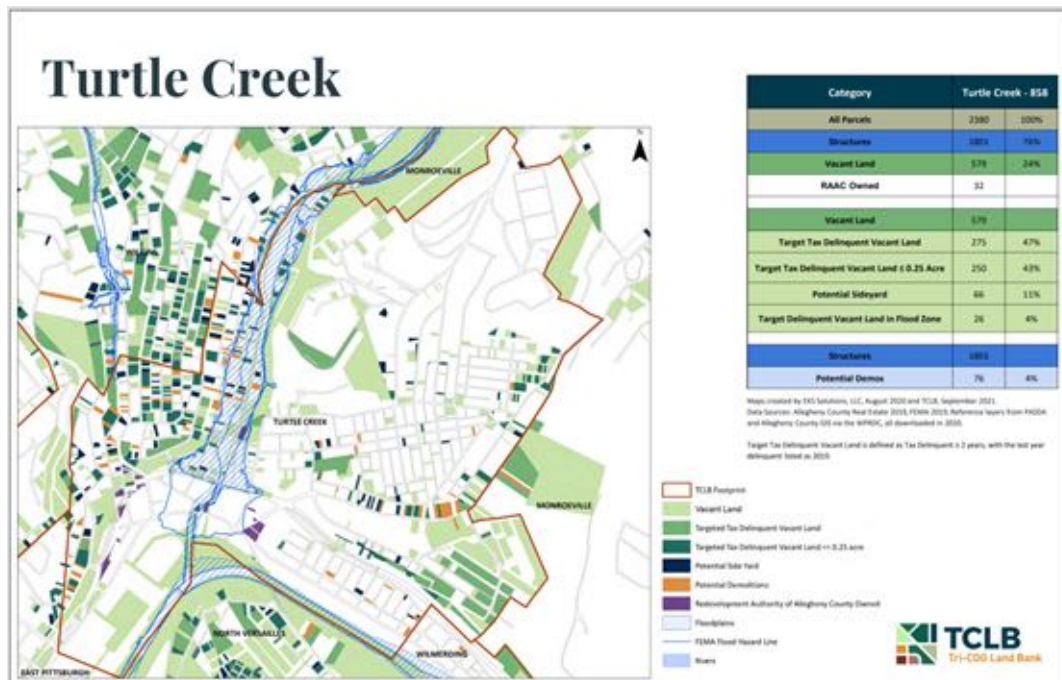 Turtle Creek
Category Turtle Creek - 858
All Parcels 2380 100%
Structures 1801 76%
Vacant Land 579 24%
RAAC Owned 32
Vacant Land 579
Target Tax Delinquent Vacant Land 275 47%
Target Tax Delinquent Vacant Land ≤ 0.25 Acre 250 43%
Potential Sideyard 66 11%
Target Delinquent Vacant Land in Flood Zone 26 4%
Structures 1801
Potential Demos 76 4%
Maps created by EKS Solutions, LLC, August 2020 and TCLB, September 2021.
Data Sources: Allegheny County Real Estate 2019, FEMA 2019. Reference layers from PASDA
and Allegheny County GIS via the WPRDC, all downloaded in 2020.
Target Tax Delinquent Vacant Land is defined as Tax Delinquent ≥ 2 years, with the last year
delinquent listed as 2019.
MONROEVILLE
TURTLE CREEK
MONROEVILLE
NORTH VERSAILLES
WILMERDING
EAST PITTSBURGH
TCLB Footprint
Vacant Land
Targeted Tax Delinquent Vacant Land
Targeted Tax Delinquent Vacant Land <= 0.25 acre
Potential Side Yard
Potential Demolitions
Redevelopment Authority of Allegheny County Owned
Floodplains
FEMA Flood Hazard Line
Rivers
TCLB
Tri-COG Land Bank